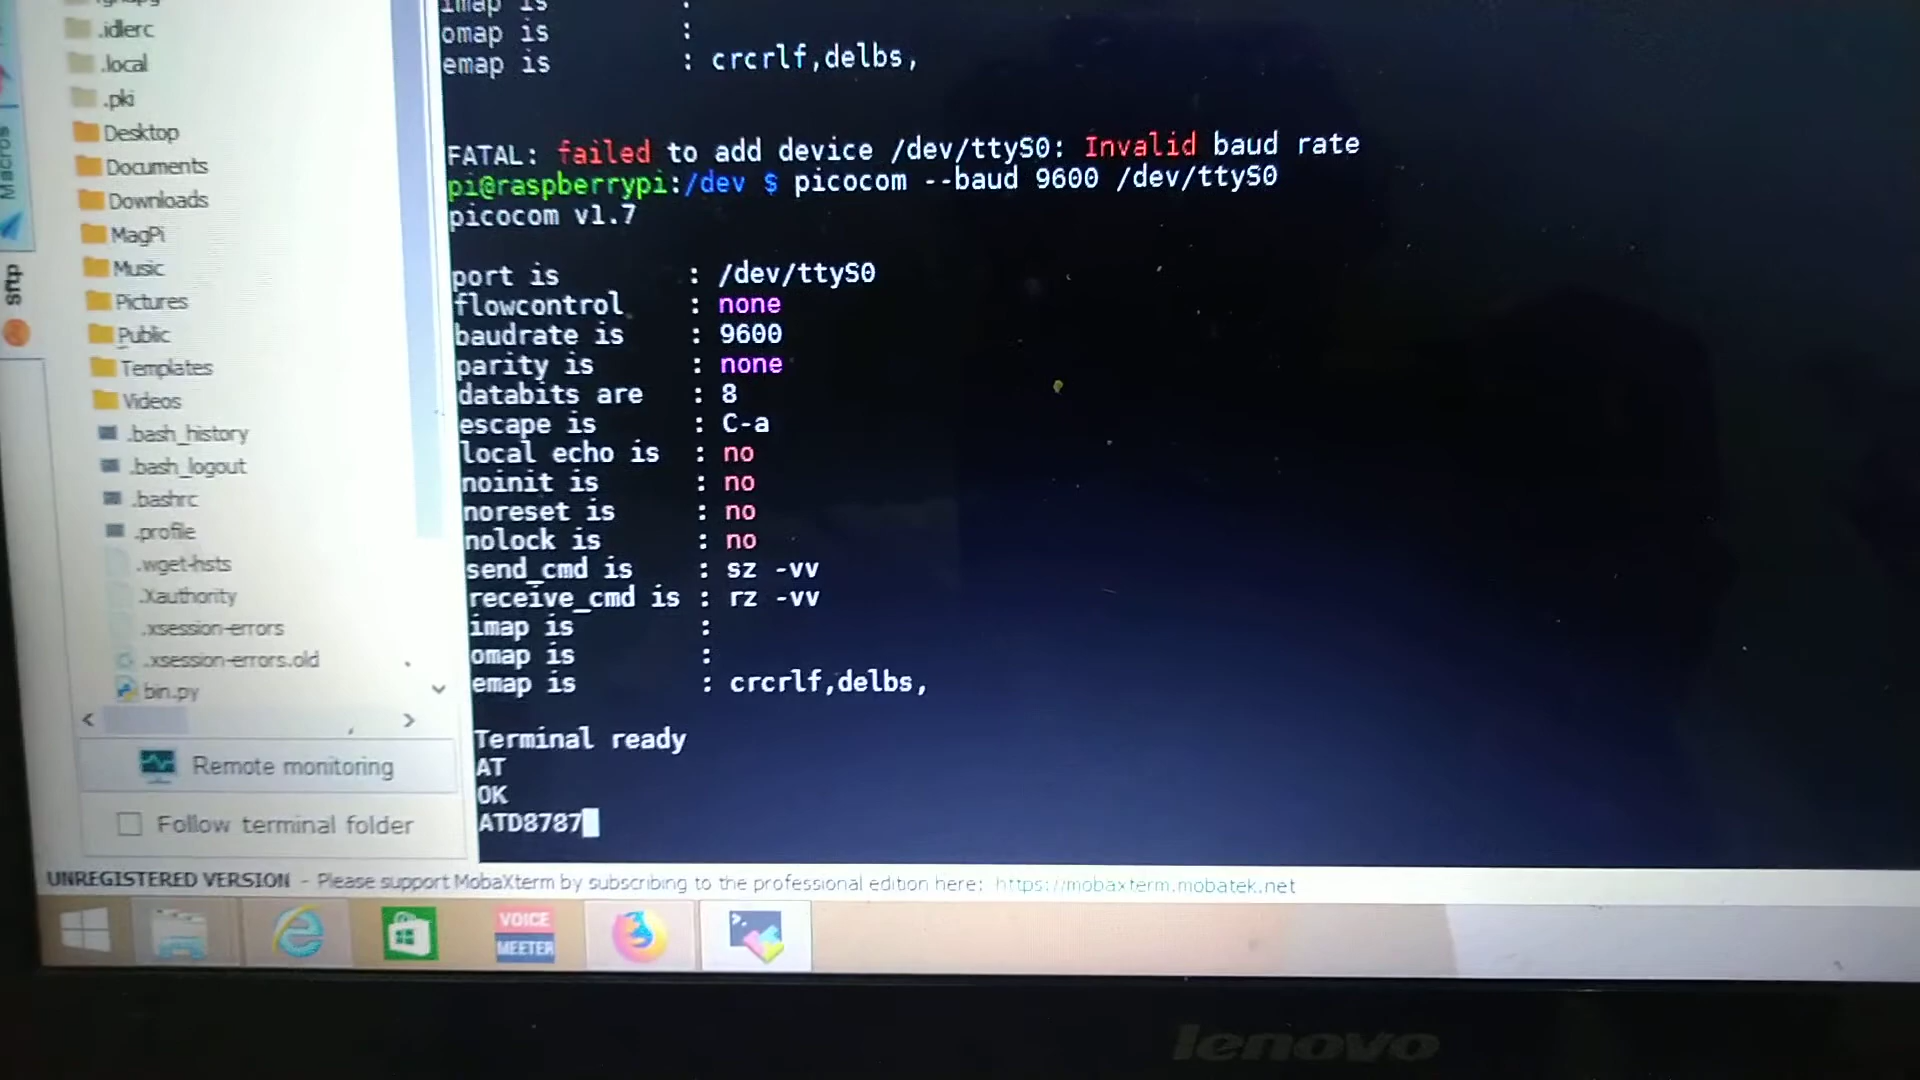 .idlerc
.local
.pki
Desktop
Documents
Downloads
MagPi
Music
Pictures
Public
Templates
Videos
.bash_history
.bash_logout
.bashrc
.profile
.wget-hsts
.Xauthority
.xsession-errors
.xsession-errors.old
bin.py
Remote monitoring
Follow terminal folder
Macros
sftp
imap is :
omap is :
emap is : crcrlf,delbs,
FATAL: failed to add device /dev/ttyS0: Invalid baud rate
pi@raspberrypi:/dev $ picocom --baud 9600 /dev/ttyS0
picocom v1.7
port is : /dev/ttyS0
flowcontrol : none
baudrate is : 9600
parity is : none
databits are : 8
escape is : C-a
local echo is : no
noinit is : no
noreset is : no
nolock is : no
send_cmd is : sz -vv
receive_cmd is : rz -vv
imap is :
omap is :
emap is : crcrlf,delbs,
Terminal ready
AT
OK
ATD8787
UNREGISTERED VERSION - Please support MobaXterm by subscribing to the professional edition here: https://mobaxterm.mobatek.net
VOICE
MEETER
lenovo